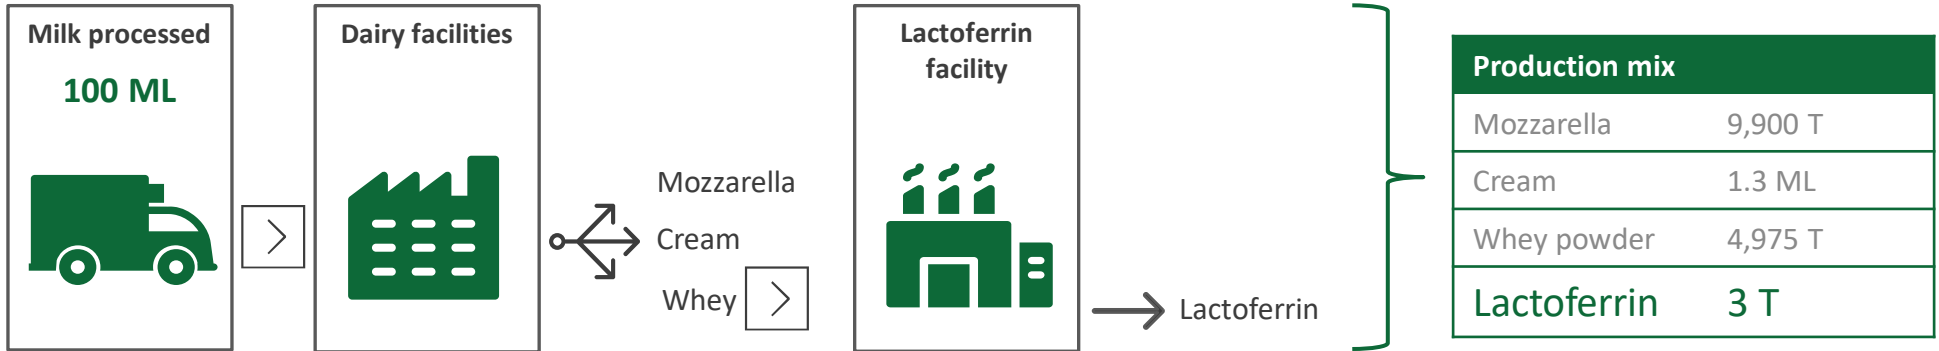 Milk processed
100 ML
Dairy facilities
Mozzarella
Cream
Whey
Lactoferrin
facility
Lactoferrin
Production mix
Mozzarella 9,900 T
Cream 1.3 ML
Whey powder 4,975 T
Lactoferrin 3 T